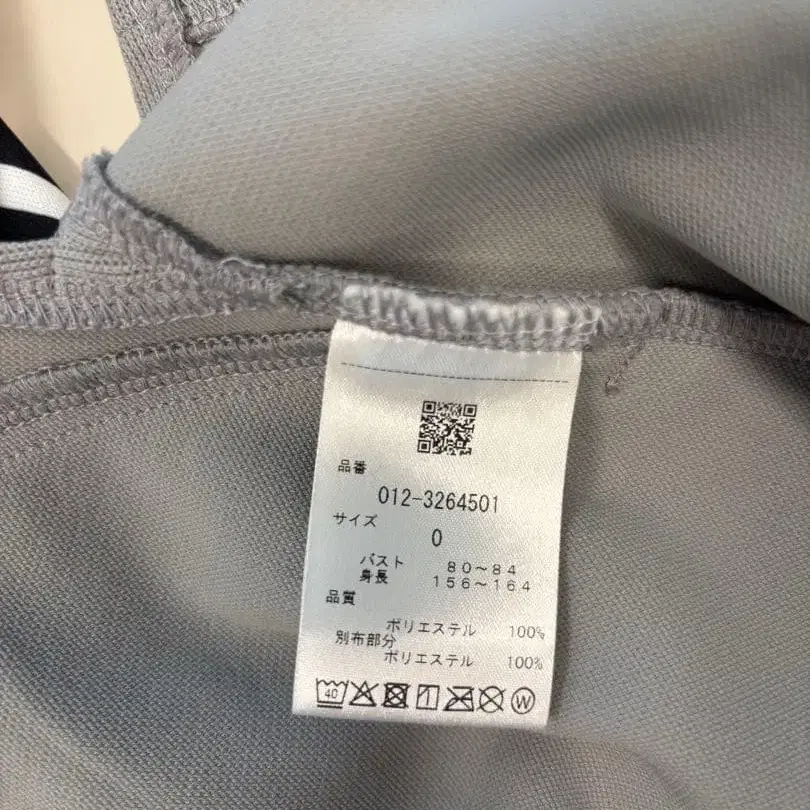 品番
012-3264501
サイズ
0
バスト 80~84
身長 156~164
品質
ポリエステル 100%
別布部分
ポリエステル 100%
40 W